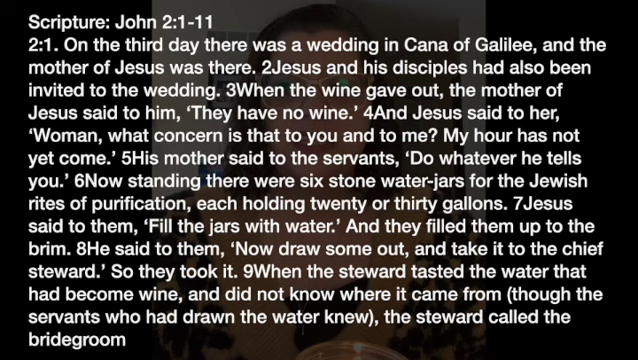 Scripture: John 2:1-11
2:1. On the third day there was a wedding in Cana of Galilee, and the
mother of Jesus was there. 2Jesus and his disciples had also been
invited to the wedding. 3When the wine gave out, the mother of
Jesus said to him, ‘They have no wine.’ 4And Jesus said to her,
‘Woman, what concern is that to you and to me? My hour has not
yet come.’ 5His mother said to the servants, ‘Do whatever he tells
you.’ 6Now standing there were six stone water-jars for the Jewish
rites of purification, each holding twenty or thirty gallons. 7Jesus
said to them, ‘Fill the jars with water.’ And they filled them up to the
brim. 8He said to them, ‘Now draw some out, and take it to the chief
steward.’ So they took it. 9When the steward tasted the water that
had become wine, and did not know where it came from (though the
servants who had drawn the water knew), the steward called the
bridegroom